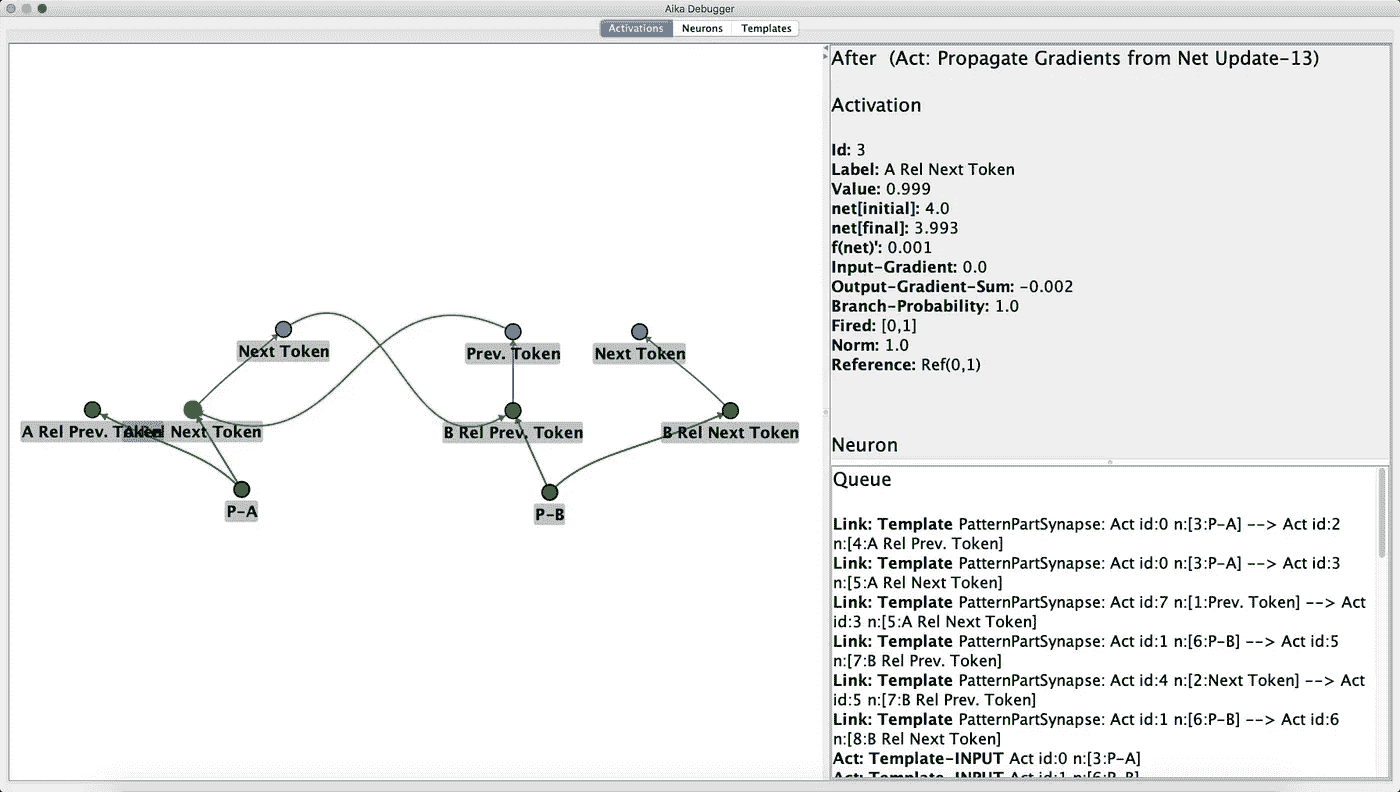 Aika Debugger
Activations Neurons Templates
Next Token
Prev. Token
Next Token
A Rel Prev. Token
Rel Next Token
B Rel Prev. Token
B Rel Next Token
P-A
P-B
After (Act: Propagate Gradients from Net Update-13)
Activation
Id: 3
Label: A Rel Next Token
Value: 0.999
net[initial]: 4.0
net[final]: 3.993
f(net)': 0.001
Input-Gradient: 0.0
Output-Gradient-Sum: -0.002
Branch-Probability: 1.0
Fired: [0,1]
Norm: 1.0
Reference: Ref(0,1)
Neuron
Queue
Link: Template PatternPartSynapse: Act id:0 n:[3:P-A] --> Act id:2
n:[4:A Rel Prev. Token]
Link: Template PatternPartSynapse: Act id:0 n:[3:P-A] --> Act id:3
n:[5:A Rel Next Token]
Link: Template PatternPartSynapse: Act id:7 n:[1:Prev. Token] --> Act
id:3 n:[5:A Rel Next Token]
Link: Template PatternPartSynapse: Act id:1 n:[6:P-B] --> Act id:5
n:[7:B Rel Prev. Token]
Link: Template PatternPartSynapse: Act id:4 n:[2:Next Token] --> Act
id:5 n:[7:B Rel Prev. Token]
Link: Template PatternPartSynapse: Act id:1 n:[6:P-B] --> Act id:6
n:[8:B Rel Next Token]
Act: Template-INPUT Act id:0 n:[3:P-A]
Act: Template-INPUT Act id:1 n:[6:P-B]